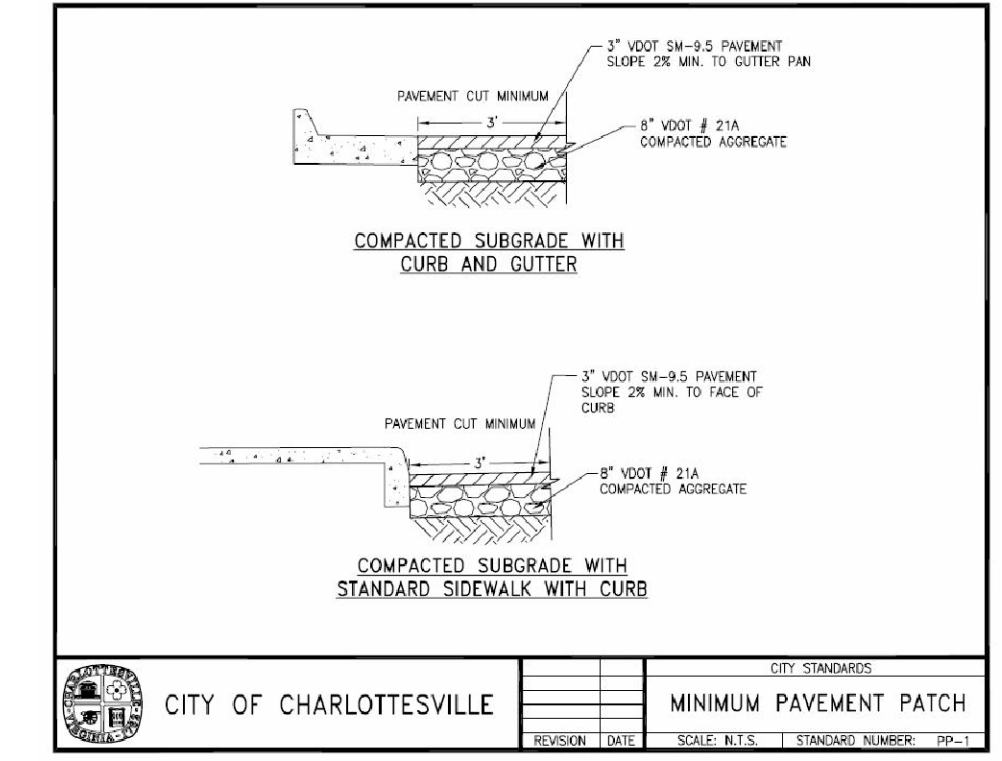 3" VDOT SM-9.5 PAVEMENT
SLOPE 2% MIN. TO GUTTER PAN
PAVEMENT CUT MINIMUM
3'
8" VDOT # 21A
COMPACTED AGGREGATE
COMPACTED SUBGRADE WITH
CURB AND GUTTER
3" VDOT SM-9.5 PAVEMENT
SLOPE 2% MIN. TO FACE OF
CURB
PAVEMENT CUT MINIMUM
3'
8" VDOT # 21A
COMPACTED AGGREGATE
COMPACTED SUBGRADE WITH
STANDARD SIDEWALK WITH CURB
CHARLOTTESVILLE
VIRGINIA
CITY OF CHARLOTTESVILLE
REVISION DATE
CITY STANDARDS
MINIMUM PAVEMENT PATCH
SCALE: N.T.S. STANDARD NUMBER: PP-1